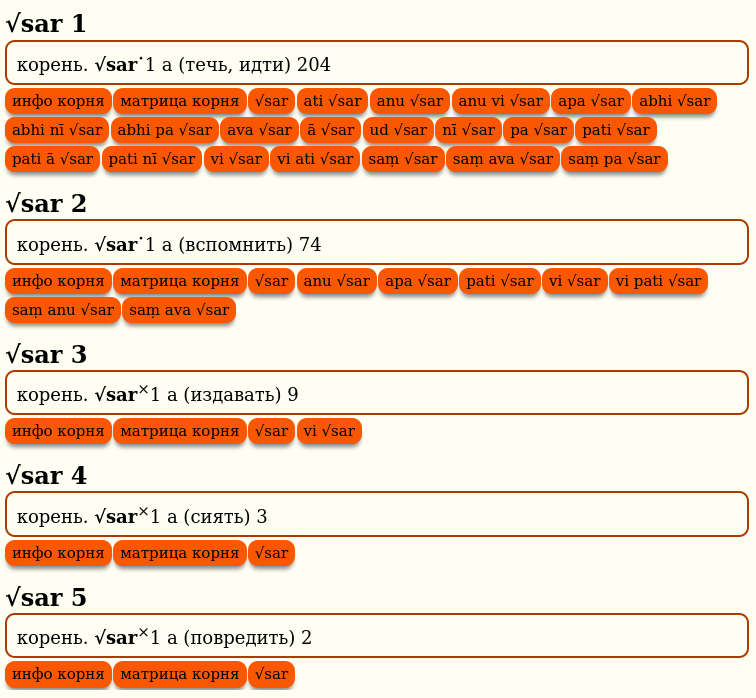 √sar 1
корень. √sar·1 a (течь, идти) 204
инфо корня матрица корня √sar ati √sar anu √sar anu vi √sar apa √sar abhi √sar
abhi nī √sar abhi pa √sar ava √sar ā √sar ud √sar nī √sar pa √sar pati √sar
pati ā √sar pati nī √sar vi √sar vi ati √sar saṃ √sar saṃ ava √sar saṃ pa √sar
√sar 2
корень. √sar·1 a (вспомнить) 74
инфо корня матрица корня √sar anu √sar apa √sar pati √sar vi √sar vi pati √sar
saṃ anu √sar saṃ ava √sar
√sar 3
корень. √sar×1 a (издавать) 9
инфо корня матрица корня √sar vi √sar
√sar 4
корень. √sar×1 a (сиять) 3
инфо корня матрица корня √sar
√sar 5
корень. √sar×1 a (повредить) 2
инфо корня матрица корня √sar